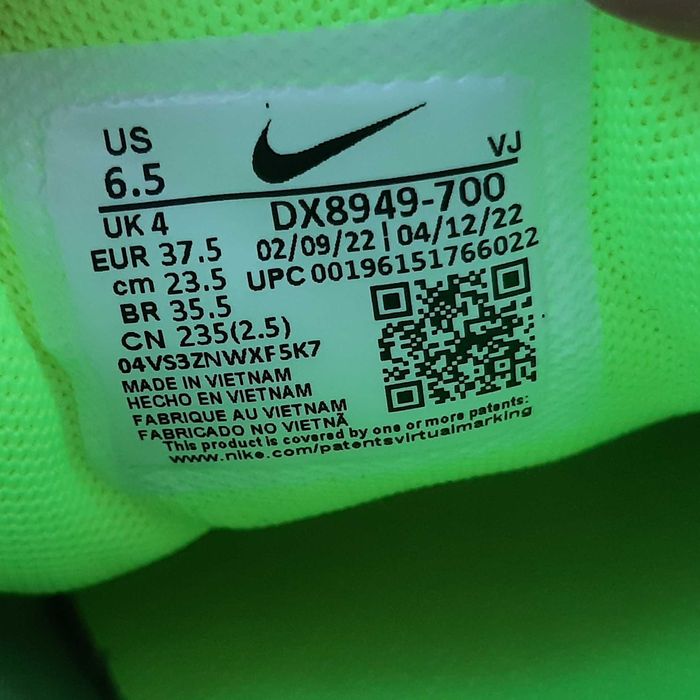 US
6.5
VJ
UK 4
DX8949-700
EUR 37.5
02/09/22 | 04/12/22
cm 23.5
UPC 00196151766022
BR 35.5
CN 235(2.5)
04VS3ZNWXF5K7
MADE IN VIETNAM
HECHO EN VIETNAM
FABRIQUE AU VIETNAM
FABRICADO NO VIETNÃ
This product is covered by one or more patents:
www.nike.com/patentsvirtualmarking